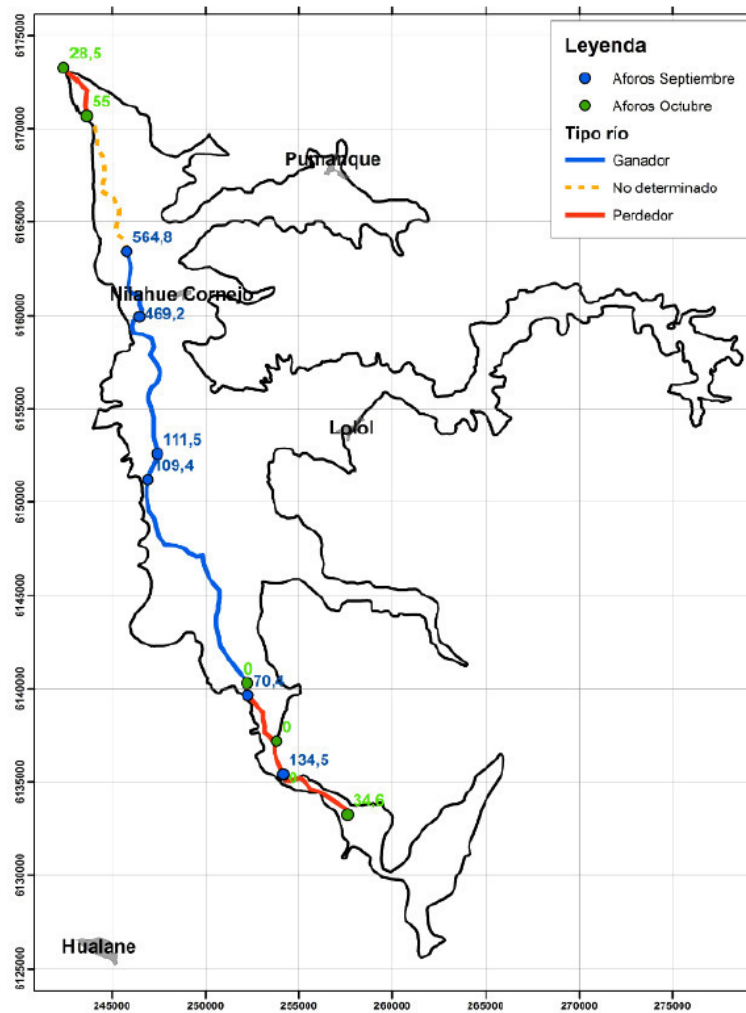 6175000
6170000
6165000
6160000
6155000
6150000
6145000
6140000
6135000
6130000
6125000
28,5
55
Pumanque
564,8
Nilahue Cornejo
469,2
111,5
109,4
Lolol
0
70,4
0
134,5
0
34,6
Hualane
Leyenda
Aforos Septiembre
Aforos Octubre
Tipo río
Ganador
No determinado
Perdedor
245000
250000
255000
260000
265000
270000
275000